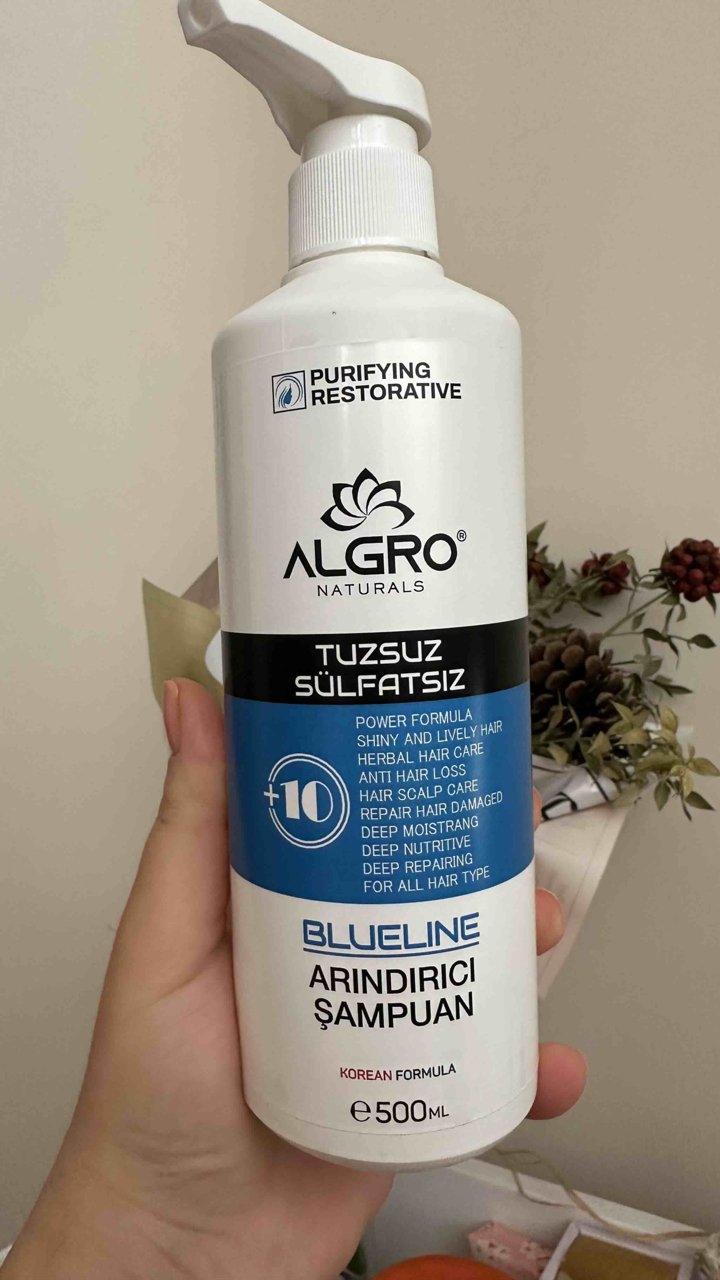 PURIFYING
RESTORATIVE
ALGRO®
NATURALS
TUZSUZ
SÜLFATSIZ
+10
POWER FORMULA
SHINY AND LIVELY HAIR
HERBAL HAIR CARE
ANTI HAIR LOSS
HAIR SCALP CARE
REPAIR HAIR DAMAGED
DEEP MOISTRANG
DEEP NUTRITIVE
DEEP REPAIRING
FOR ALL HAIR TYPE
BLUELINE
ARINDIRICI
ŞAMPUAN
KOREAN FORMULA
℮500ML